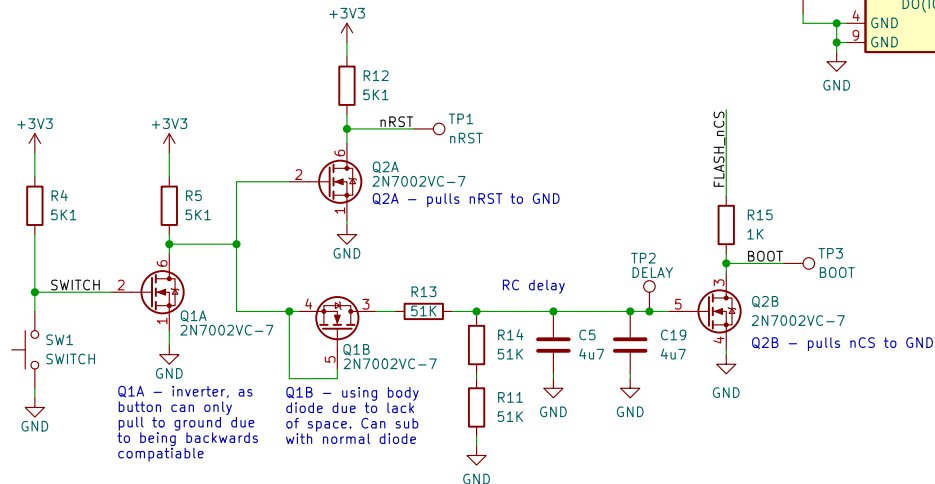 DO(IO
4
GND
9
GND
GND
+3V3
R12
5K1
nRST
TP1
nRST
6
2
1
Q2A
2N7002VC-7
Q2A – pulls nRST to GND
GND
+3V3
R4
5K1
SWITCH
SW1
SWITCH
GND
+3V3
R5
5K1
6
2
1
Q1A
2N7002VC-7
GND
Q1A – inverter, as
button can only
pull to ground due
to being backwards
compatiable
4
3
5
Q1B
2N7002VC-7
Q1B – using body
diode due to lack
of space. Can sub
with normal diode
R13
51K
RC delay
R14
51K
R11
51K
GND
C5
4u7
GND
C19
4u7
GND
TP2
DELAY
FLASH_nCS
R15
1K
BOOT
TP3
BOOT
3
5
4
Q2B
2N7002VC-7
Q2B – pulls nCS to GND
GND